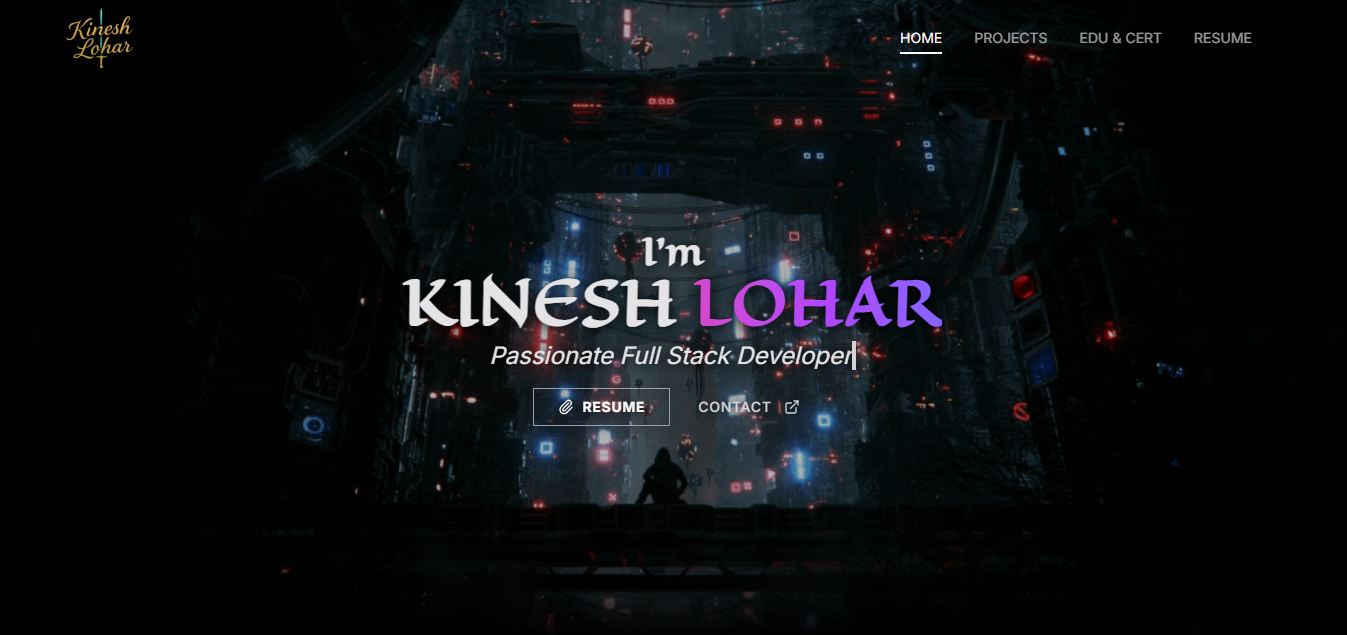 Kinesh
Lohar
HOME PROJECTS EDU & CERT RESUME
I'm
KINESH LOHAR
Passionate Full Stack Developer
RESUME CONTACT